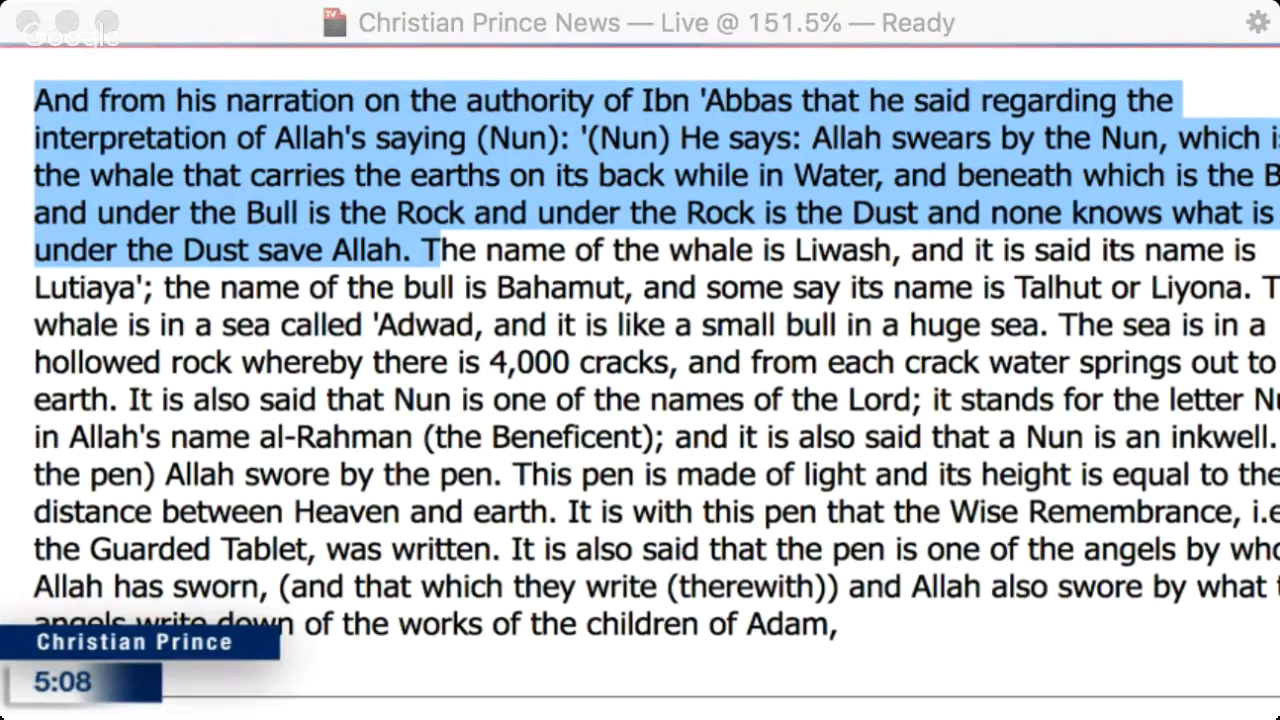 Christian Prince News — Live @ 151.5% — Ready
Google
And from his narration on the authority of Ibn 'Abbas that he said regarding the
interpretation of Allah's saying (Nun): '(Nun) He says: Allah swears by the Nun, which
the whale that carries the earths on its back while in Water, and beneath which is the
and under the Bull is the Rock and under the Rock is the Dust and none knows what is
under the Dust save Allah. The name of the whale is Liwash, and it is said its name is
Lutiaya'; the name of the bull is Bahamut, and some say its name is Talhut or Liyona.
whale is in a sea called 'Adwad, and it is like a small bull in a huge sea. The sea is in a
hollowed rock whereby there is 4,000 cracks, and from each crack water springs out to
earth. It is also said that Nun is one of the names of the Lord; it stands for the letter
in Allah's name al-Rahman (the Beneficent); and it is also said that a Nun is an inkwell.
the pen) Allah swore by the pen. This pen is made of light and its height is equal to the
distance between Heaven and earth. It is with this pen that the Wise Remembrance,
the Guarded Tablet, was written. It is also said that the pen is one of the angels by
Allah has sworn, (and that which they write (therewith)) and Allah also swore by what
angels write down of the works of the children of Adam,
Christian Prince
5:08